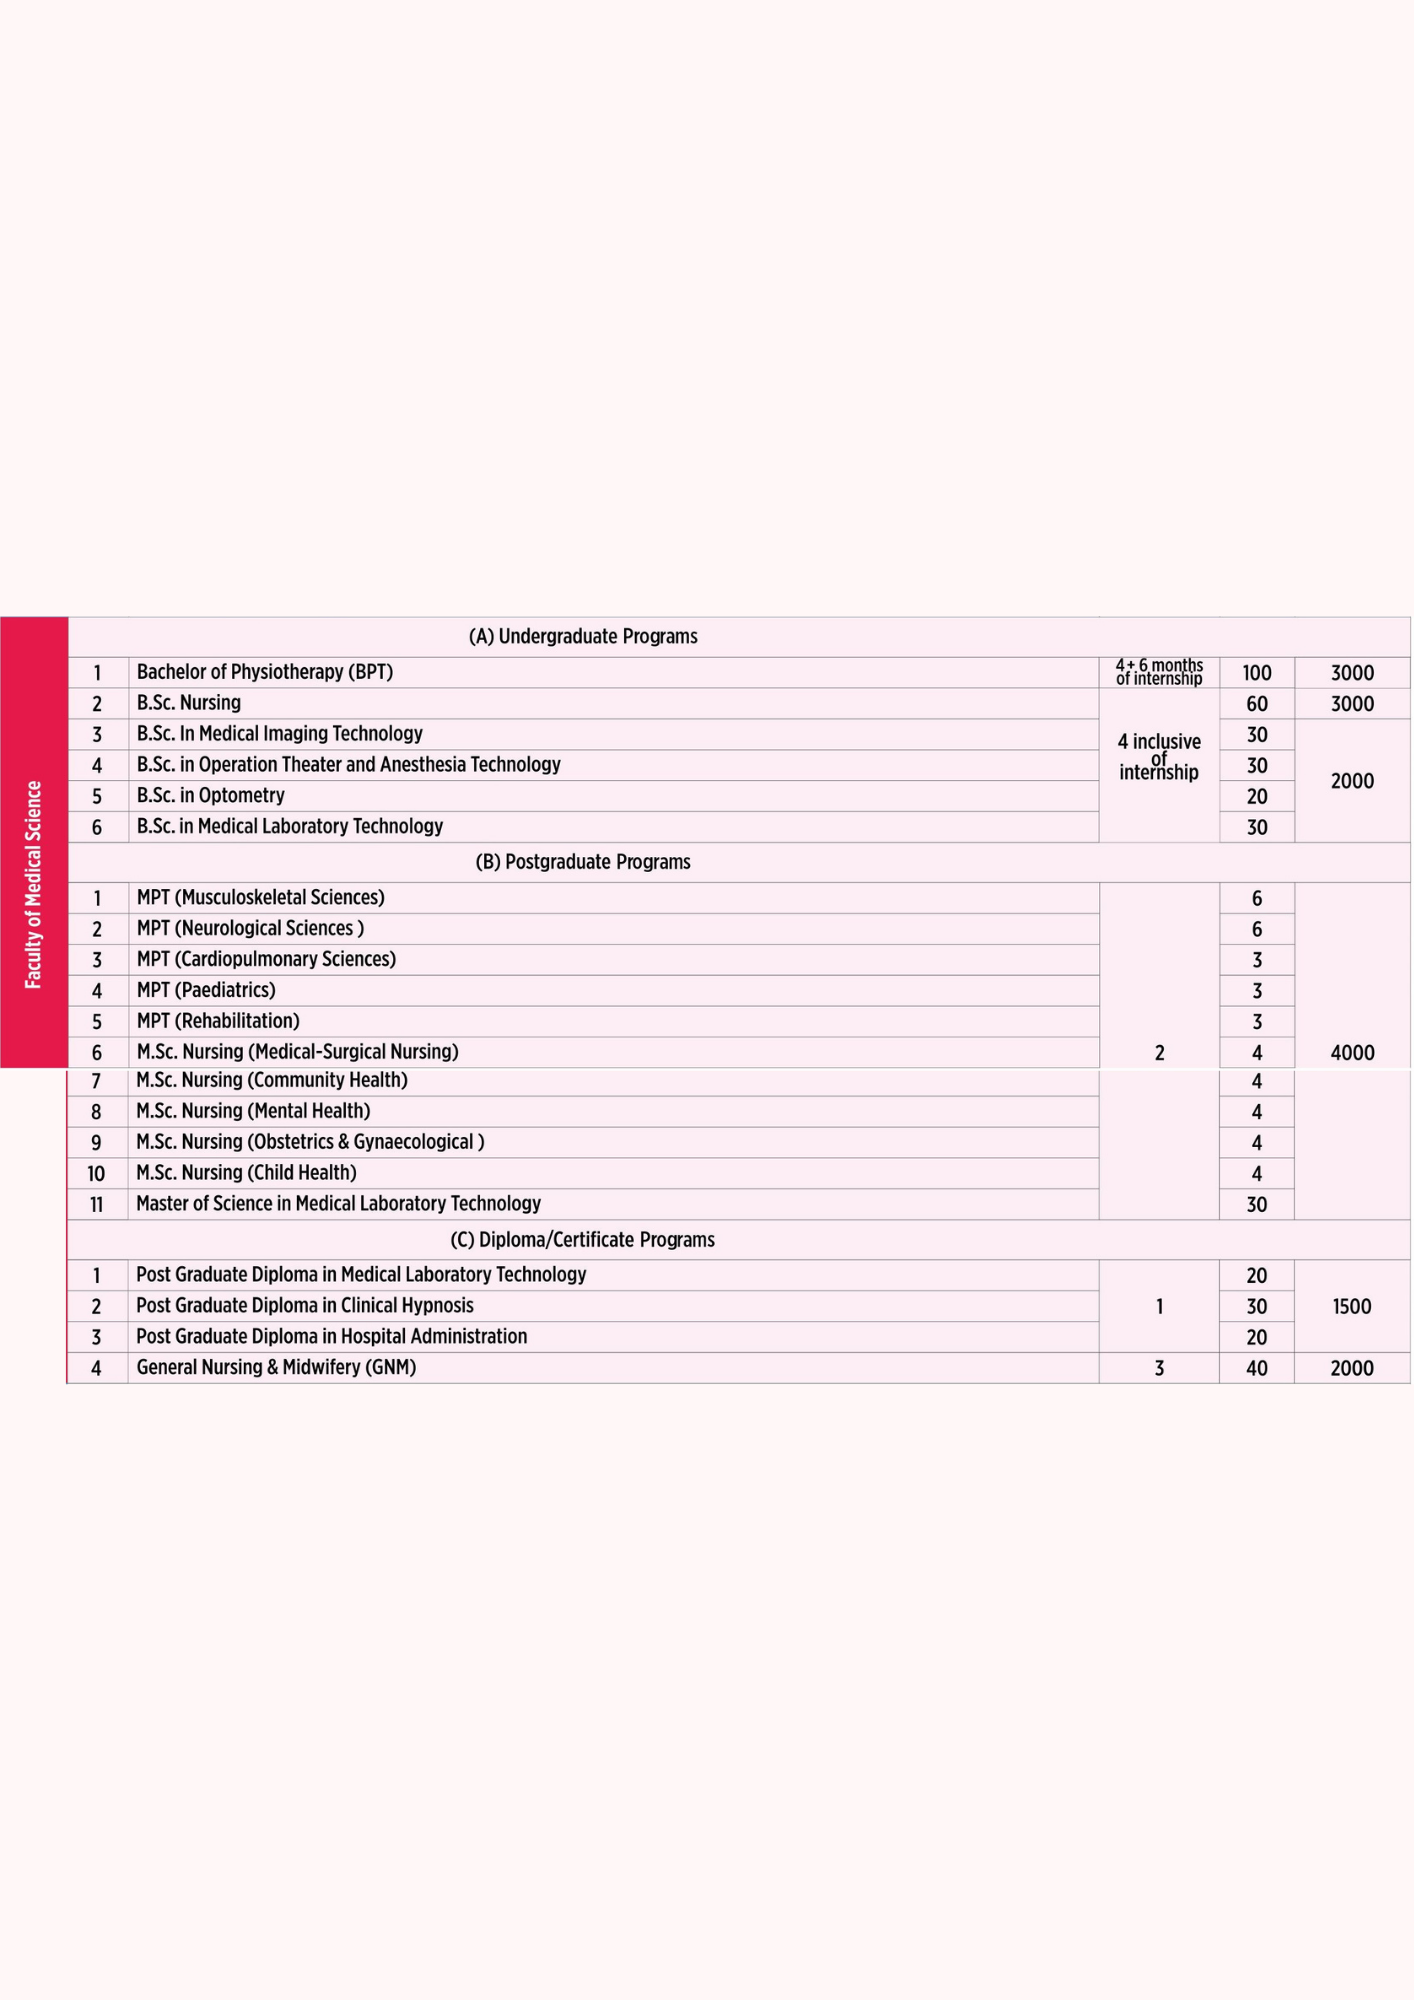 Faculty of Medical Science
(A) Undergraduate Programs
1 Bachelor of Physiotherapy (BPT) 4 + 6 months of internship 100 3000
2 B.Sc. Nursing 60 3000
3 B.Sc. In Medical Imaging Technology 30
4 inclusive of internship
4 B.Sc. in Operation Theater and Anesthesia Technology 30
2000
5 B.Sc. in Optometry 20
6 B.Sc. in Medical Laboratory Technology 30
(B) Postgraduate Programs
1 MPT (Musculoskeletal Sciences) 6
2 MPT (Neurological Sciences ) 6
3 MPT (Cardiopulmonary Sciences) 3
4 MPT (Paediatrics) 3
5 MPT (Rehabilitation) 3
6 M.Sc. Nursing (Medical-Surgical Nursing) 2 4 4000
7 M.Sc. Nursing (Community Health) 4
8 M.Sc. Nursing (Mental Health) 4
9 M.Sc. Nursing (Obstetrics & Gynaecological ) 4
10 M.Sc. Nursing (Child Health) 4
11 Master of Science in Medical Laboratory Technology 30
(C) Diploma/Certificate Programs
1 Post Graduate Diploma in Medical Laboratory Technology 20
2 Post Graduate Diploma in Clinical Hypnosis 1 30 1500
3 Post Graduate Diploma in Hospital Administration 20
4 General Nursing & Midwifery (GNM) 3 40 2000